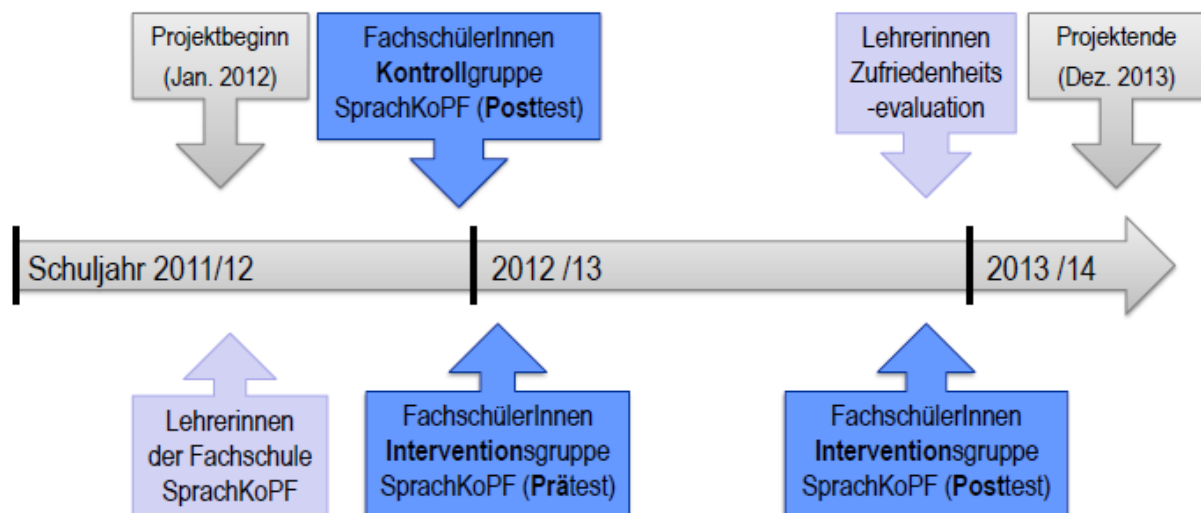 Projektbeginn
(Jan. 2012)
FachschülerInnen
Kontrollgruppe
SprachKoPF (Posttest)
Lehrerinnen
Zufriedenheits
-evaluation
Projektende
(Dez. 2013)
Schuljahr 2011/12
2012 /13
2013 /14
Lehrerinnen
der Fachschule
SprachKoPF
FachschülerInnen
Interventionsgruppe
SprachKoPF (Prätest)
FachschülerInnen
Interventionsgruppe
SprachKoPF (Posttest)